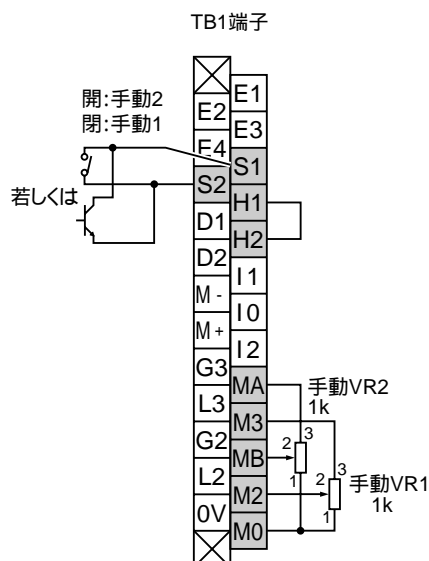 TB1端子
開:手動2
閉:手動1
若しくは
E2
E4
S2
D1
D2
M -
M +
G3
L3
G2
L2
0V
E1
E3
S1
H1
H2
I1
I0
I2
MA
M3
MB
M2
M0
手動VR2
1k
3
2
1
手動VR1
1k
3
2
1